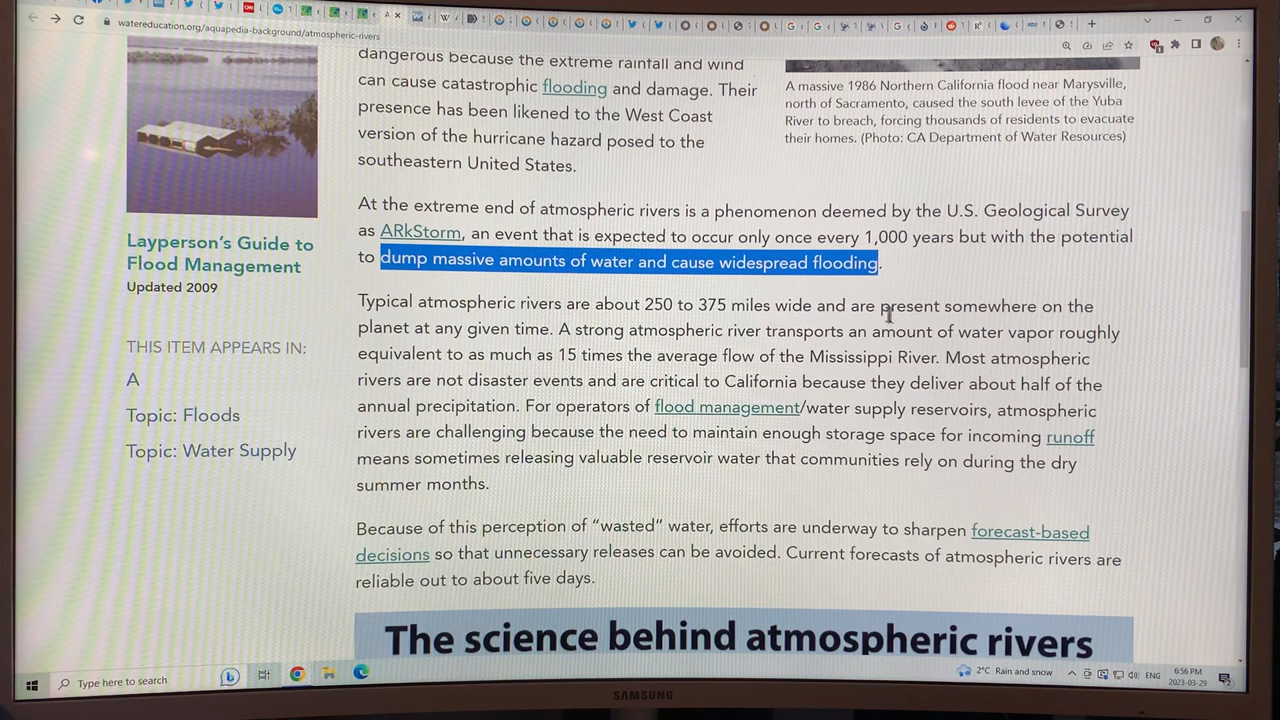 watereducation.org/aquapedia-background/atmospheric-rivers
dangerous because the extreme rainfall and wind
can cause catastrophic flooding and damage. Their
presence has been likened to the West Coast
version of the hurricane hazard posed to the
southeastern United States.
A massive 1986 Northern California flood near Marysville,
north of Sacramento, caused the south levee of the Yuba
River to breach, forcing thousands of residents to evacuate
their homes. (Photo: CA Department of Water Resources)
Layperson's Guide to
Flood Management
Updated 2009
THIS ITEM APPEARS IN:
A
Topic: Floods
Topic: Water Supply
At the extreme end of atmospheric rivers is a phenomenon deemed by the U.S. Geological Survey
as ARkStorm, an event that is expected to occur only once every 1,000 years but with the potential
to dump massive amounts of water and cause widespread flooding.
Typical atmospheric rivers are about 250 to 375 miles wide and are present somewhere on the
planet at any given time. A strong atmospheric river transports an amount of water vapor roughly
equivalent to as much as 15 times the average flow of the Mississippi River. Most atmospheric
rivers are not disaster events and are critical to California because they deliver about half of the
annual precipitation. For operators of flood management/water supply reservoirs, atmospheric
rivers are challenging because the need to maintain enough storage space for incoming runoff
means sometimes releasing valuable reservoir water that communities rely on during the dry
summer months.
Because of this perception of "wasted" water, efforts are underway to sharpen forecast-based
decisions so that unnecessary releases can be avoided. Current forecasts of atmospheric rivers are
reliable out to about five days.
The science behind atmospheric rivers
Type here to search
2°C Rain and snow
ENG
6:56 PM
2023-03-29
SAMSUNG